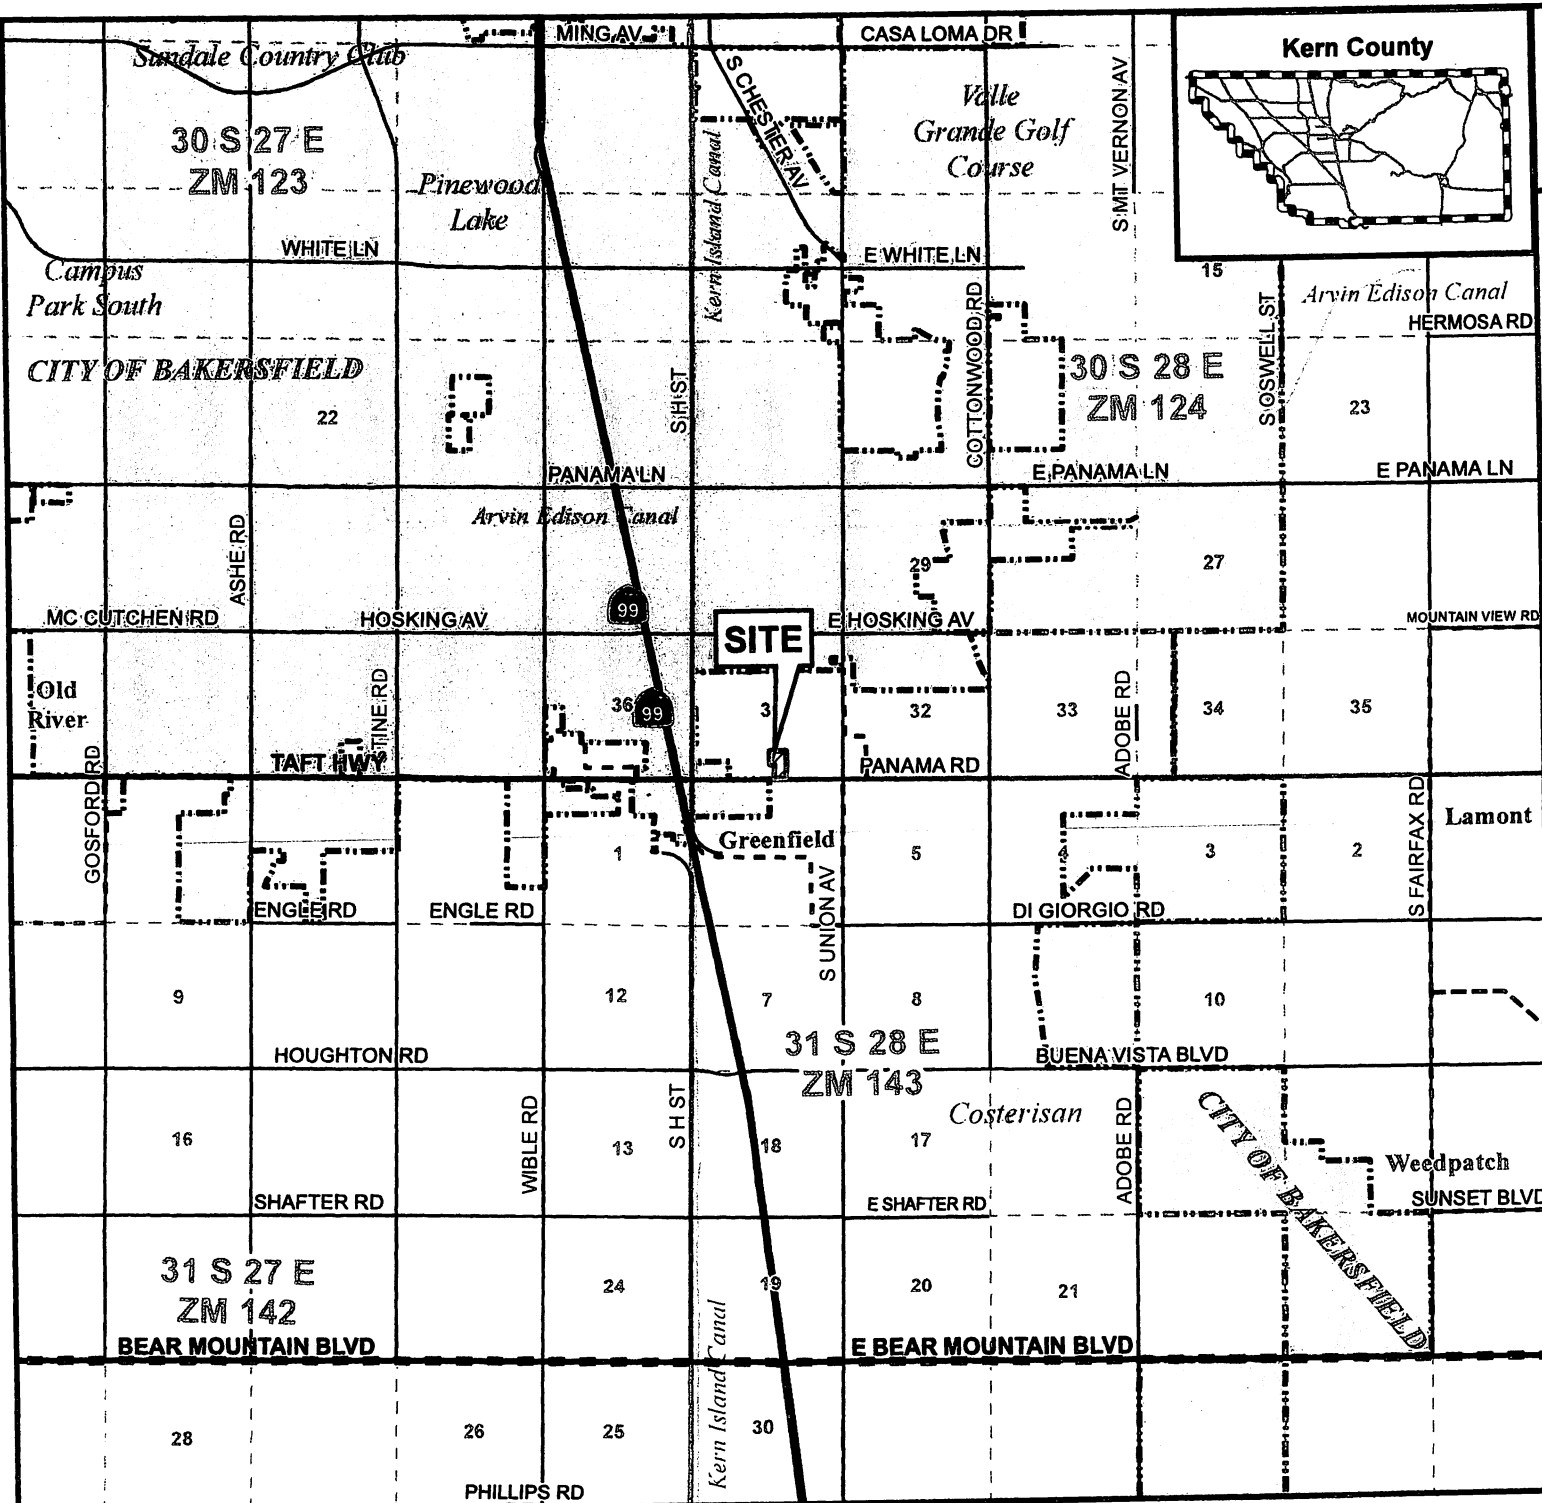 MING AV
CASA LOMA DR
Kern County
Sundale Country Club
S CHESTER AV
Valle
Grande Golf
Course
S MT VERNON AV
30 S 27 E
ZM 123
Pinewood
Lake
Kern Island Canal
WHITE LN
E WHITE LN
Campus
Park South
15
Arvin Edison Canal
HERMOSA RD
CITY OF BAKERSFIELD
COTTONWOOD RD
S OSWELL ST
30 S 28 E
ZM 124
22
S H ST
23
PANAMA LN
E PANAMA LN
E PANAMA LN
Arvin Edison Canal
ASHE RD
29
27
99
MC CUTCHEN RD
HOSKING AV
E HOSKING AV
MOUNTAIN VIEW RD
SITE
Old
River
STINE RD
36
99
3
32
33
ADOBE RD
34
35
GOSFORD RD
TAFT HWY
PANAMA RD
S FAIRFAX RD
Lamont
Greenfield
1
5
4
3
2
S UNION AV
ENGLE RD
ENGLE RD
DI GIORGIO RD
9
12
7
8
10
31 S 28 E
ZM 143
HOUGHTON RD
BUENA VISTA BLVD
WIBLE RD
S H ST
Costerisan
ADOBE RD
CITY OF BAKERSFIELD
16
13
18
17
Weedpatch
SHAFTER RD
E SHAFTER RD
SUNSET BLVD
31 S 27 E
ZM 142
24
19
20
21
BEAR MOUNTAIN BLVD
E BEAR MOUNTAIN BLVD
Kern Island Canal
28
26
25
30
PHILLIPS RD